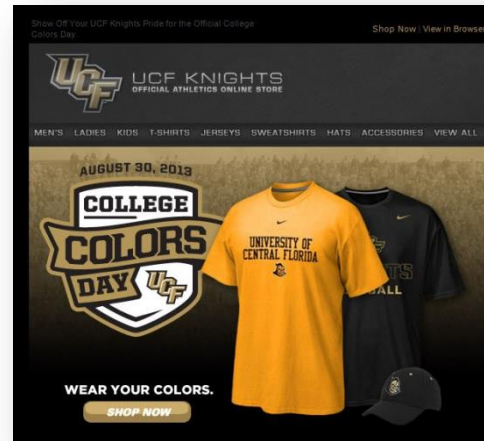 Show Off Your UCF Knights Pride for the Official College
Colors Day.
Shop Now | View in Browser
UCF
UCF KNIGHTS
OFFICIAL ATHLETICS ONLINE STORE
MEN'S LADIES KIDS T-SHIRTS JERSEYS SWEATSHIRTS HATS ACCESSORIES VIEW ALL
AUGUST 30, 2013
COLLEGE
COLORS
DAY
UCF
UNIVERSITY OF
CENTRAL FLORIDA
WEAR YOUR COLORS.
SHOP NOW